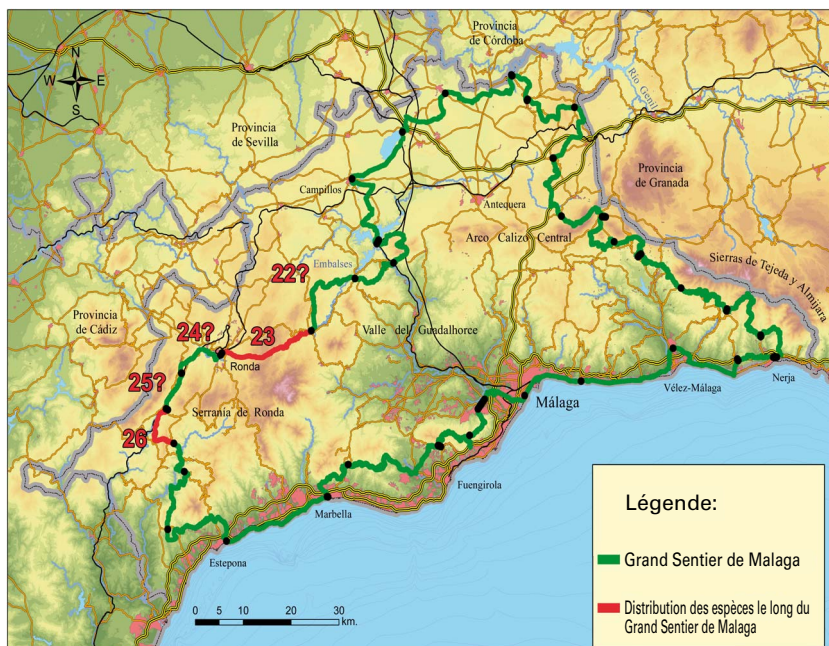 Provincia
de Córdoba
Río Genil
N
W E
S
Provincia
de Sevilla
Provincia
de Granada
Campillos
Antequera
Arco Calizo Central
Sierras de Tejeda y Almijara
Embalses
22?
Provincia
de Cádiz
24?
23
Valle del Guadalhorce
Ronda
25?
Nerja
Vélez-Málaga
Málaga
Serranía de Ronda
26
Fuengirola
Marbella
Estepona
Légende:
Grand Sentier de Malaga
Distribution des espèces le long du
Grand Sentier de Malaga
0 5 10 20 30
km.